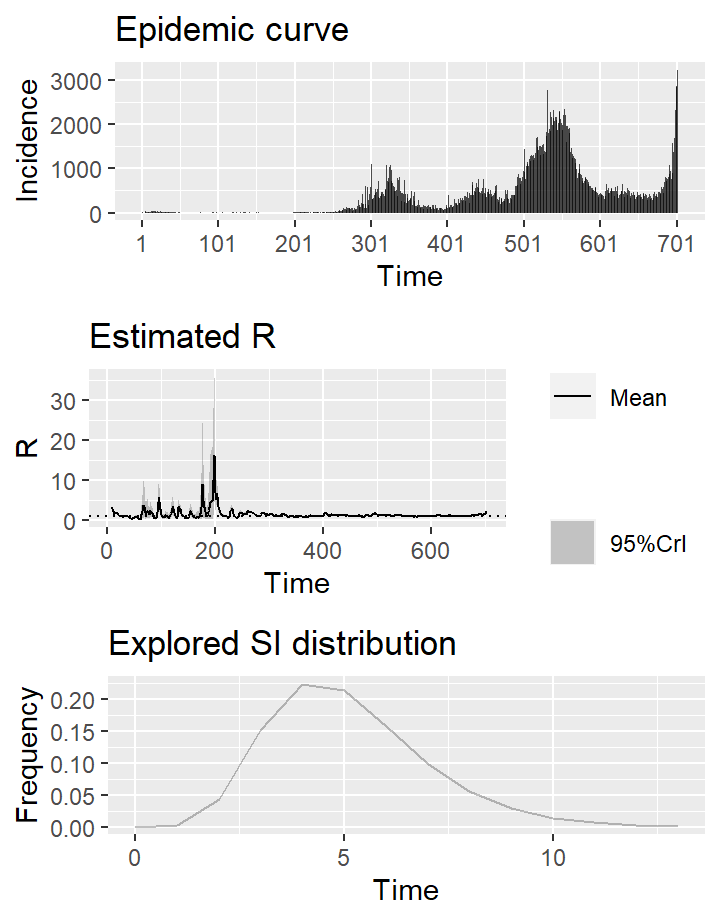 Epidemic curve
Incidence
3000
2000
1000
0
1 101 201 301 401 501 601 701
Time
Estimated R
R
30
20
10
0
0 200 400 600
Time
Mean
95%CrI
Explored SI distribution
Frequency
0.20
0.15
0.10
0.05
0.00
0 5 10
Time